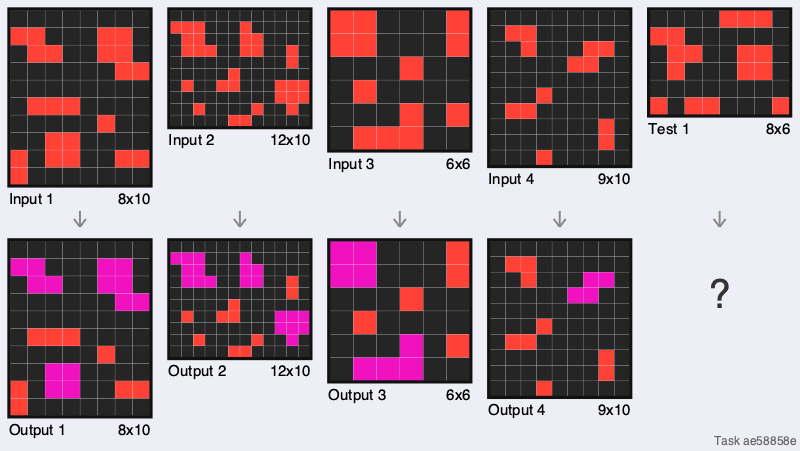 Input 1 8x10
Input 2 12x10
Input 3 6x6
Input 4 9x10
Test 1 8x6
?
Output 1 8x10
Output 2 12x10
Output 3 6x6
Output 4 9x10
Task ae58858e